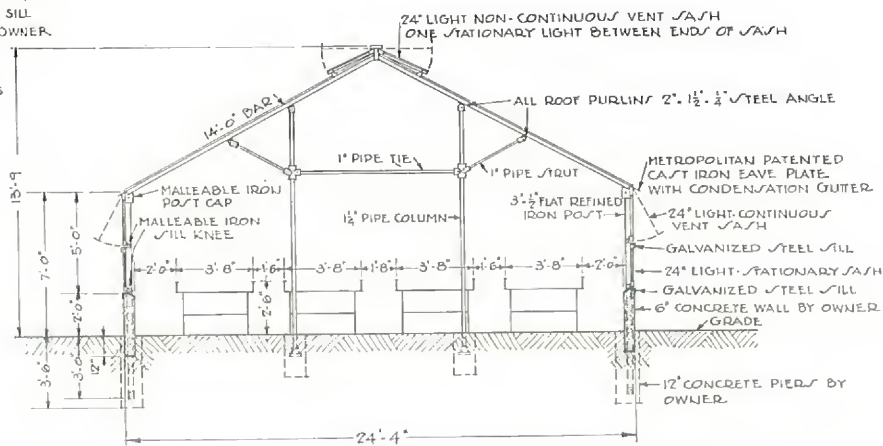 SILL
OWNER
24" LIGHT NON-CONTINUOUS VENT SASH
ONE STATIONARY LIGHT BETWEEN ENDS OF SASH
14'-0" BAR
ALL ROOF PURLINS 2"-1½"-¼" STEEL ANGLE
1" PIPE TIE
1" PIPE STRUT
METROPOLITAN PATENTED
CAST IRON EAVE PLATE
WITH CONDENSATION GUTTER
MALLEABLE IRON
POST CAP
1¼" PIPE COLUMN
3"-½" FLAT REFINED
IRON POST
24" LIGHT-CONTINUOUS
VENT SASH
MALLEABLE IRON
SILL KNEE
GALVANIZED STEEL SILL
24" LIGHT-STATIONARY SASH
GALVANIZED STEEL SILL
6" CONCRETE WALL BY OWNER
GRADE
13'-9
7'-0"
5'-0"
2'-0"
2'-0" 3'-8" 1'-6" 3'-8" 1'-8" 3'-8" 1'-6" 3'-8" 2'-0"
2'-6"
3'-6"
3'-0"
12"
12" CONCRETE PIERS BY
OWNER
24'-4"